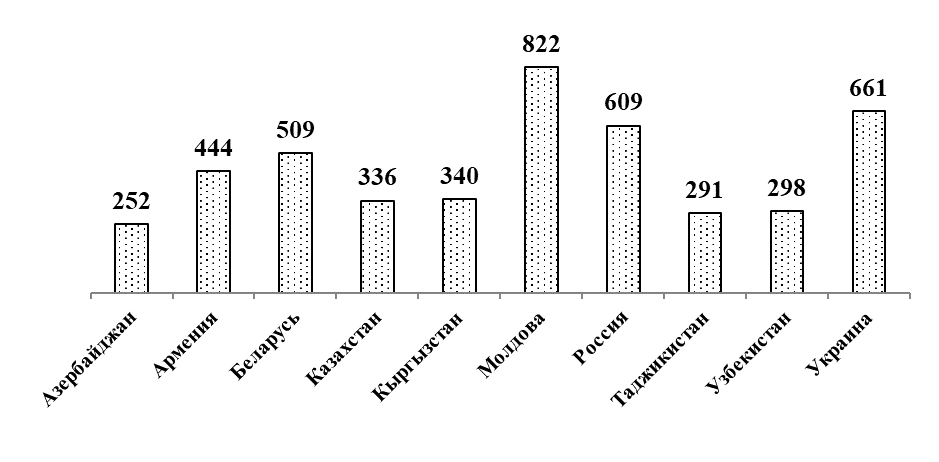 252
444
509
336
340
822
609
291
298
661
Азербайджан
Армения
Беларусь
Казахстан
Кыргызстан
Молдова
Россия
Таджикистан
Узбекистан
Украина